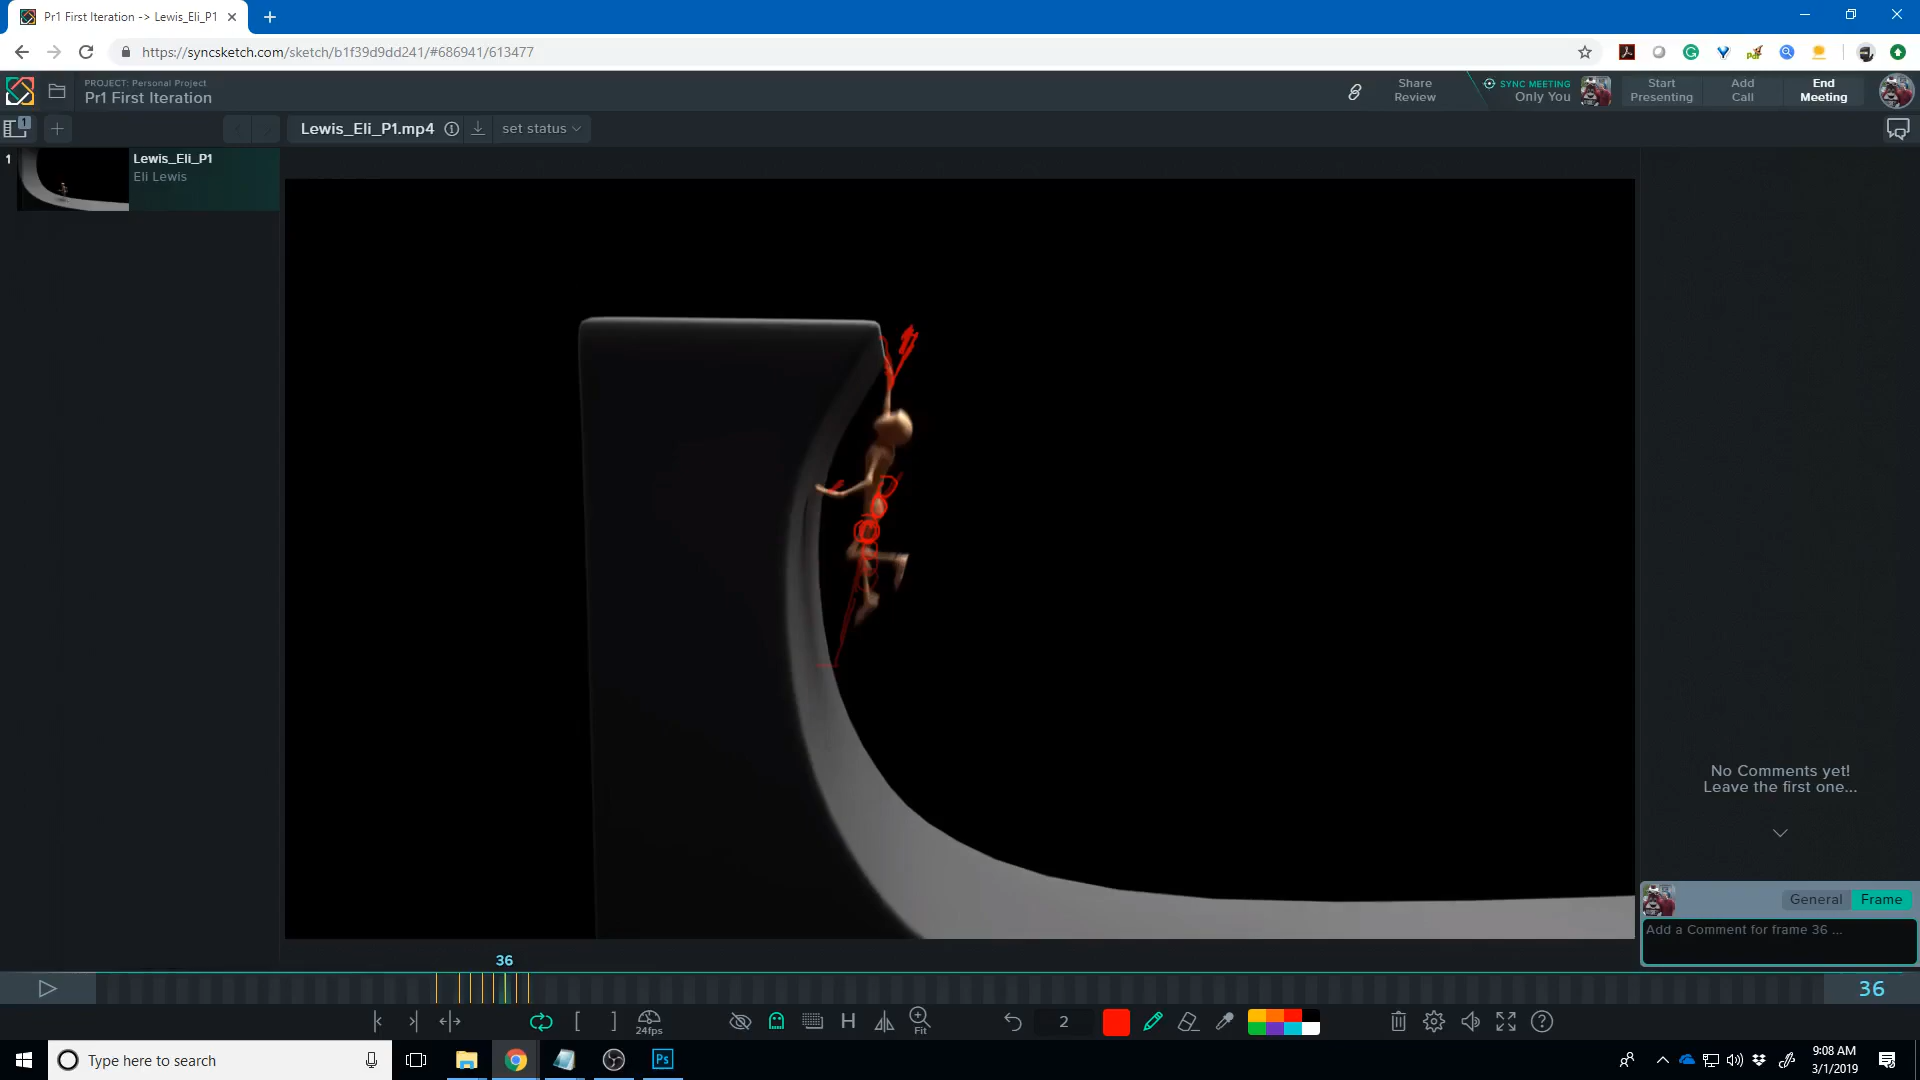 Pr1 First Iteration -> Lewis_Eli_P1
https://syncsketch.com/sketch/b1f39d9dd241/#686941/613477
PROJECT: Personal Project
Pr1 First Iteration
Share Review
SYNC MEETING
Only You
Start Presenting
Add Call
End Meeting
1
Lewis_Eli_P1.mp4
set status
1
Lewis_Eli_P1
Eli Lewis
No Comments yet!
Leave the first one...
General
Frame
Add a Comment for frame 36 ...
36
36
24fps
H
Fit
2
Type here to search
Ps
9:08 AM
3/1/2019